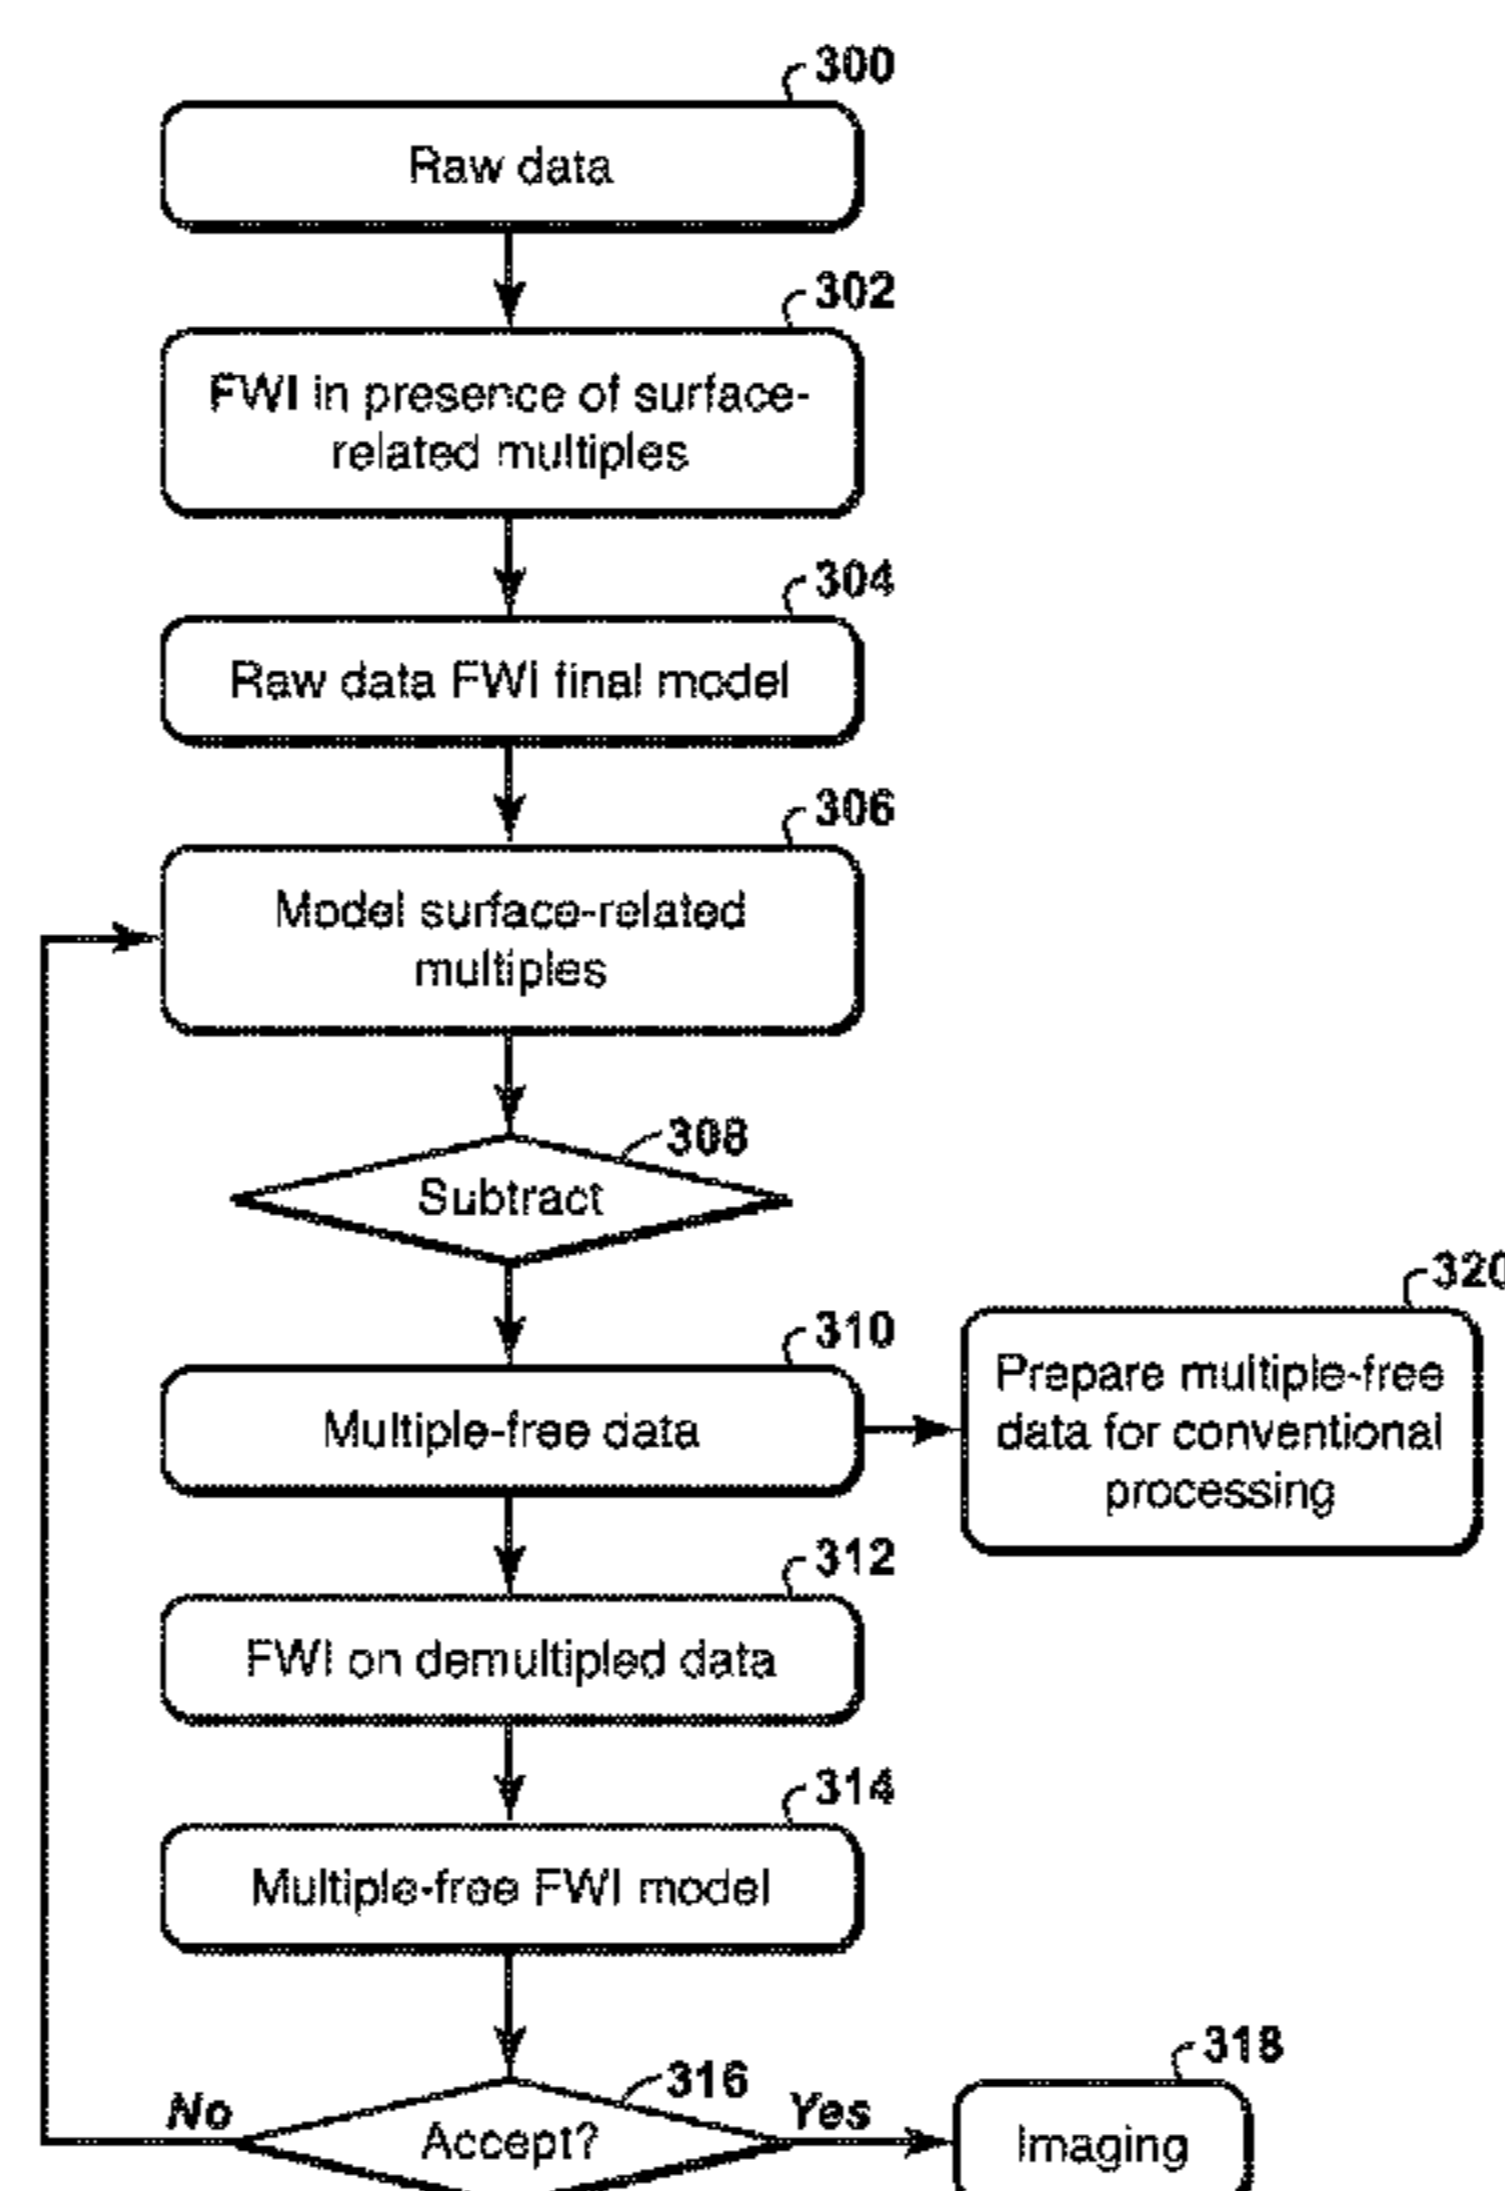 300
Raw data
302
FWI in presence of surface-
related multiples
304
Raw data FWI final model
306
Model surface-related
multiples
308
Subtract
310
Multiple-free data
320
Prepare multiple-free
data for conventional
processing
312
FWI on demultipled data
314
Multiple-free FWI model
316
318
No
Accept?
Yes
Imaging